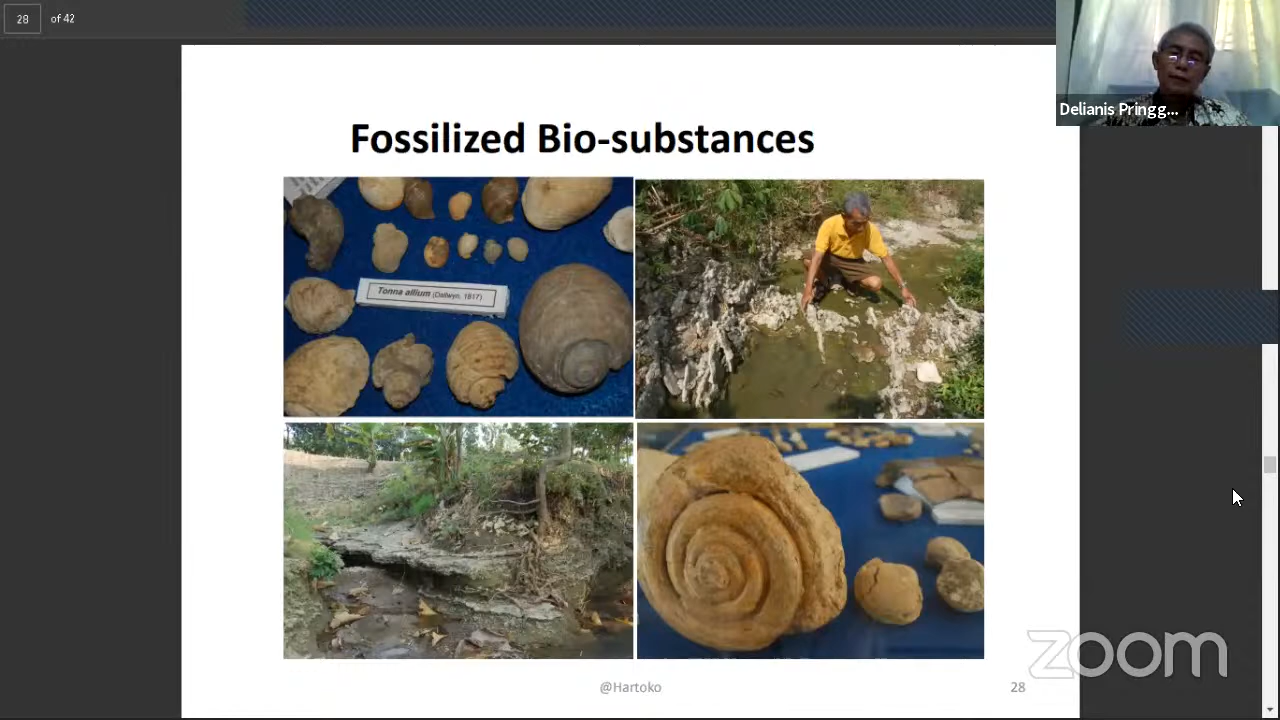 28 of 42
Delianis Pringg...
Fossilized Bio-substances
Tonna allium (Dillwyn, 1817)
@Hartoko
28
zoom